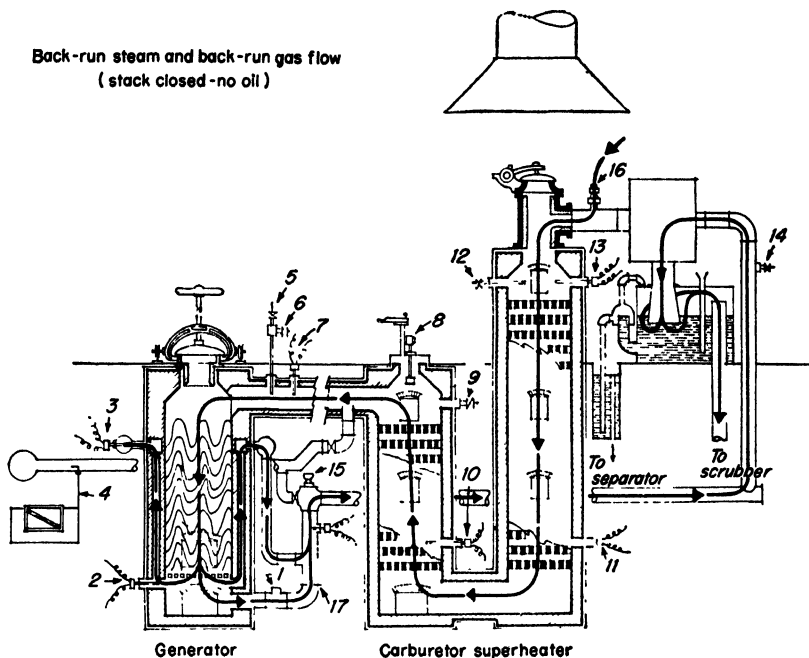 Back-run steam and back-run gas flow
(stack closed-no oil)
16
14
5
12
13
6
7
8
3
9
15
10
To
separator
To
scrubber
4
2
1
17
11
Generator
Carburetor superheater